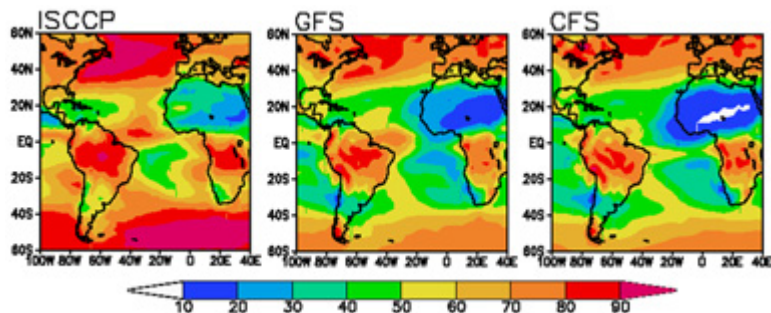 ISCCP GFS CFS
60N 60N 60N
40N 40N 40N
20N 20N 20N
EQ EQ EQ
20S 20S 20S
40S 40S 40S
60S 60S 60S
100W 80W 60W 40W 20W 0 20E 40E 100W 80W 60W 40W 20W 0 20E 40E 100W 80W 60W 40W 20W 0 20E 40E
10 20 30 40 50 60 70 80 90